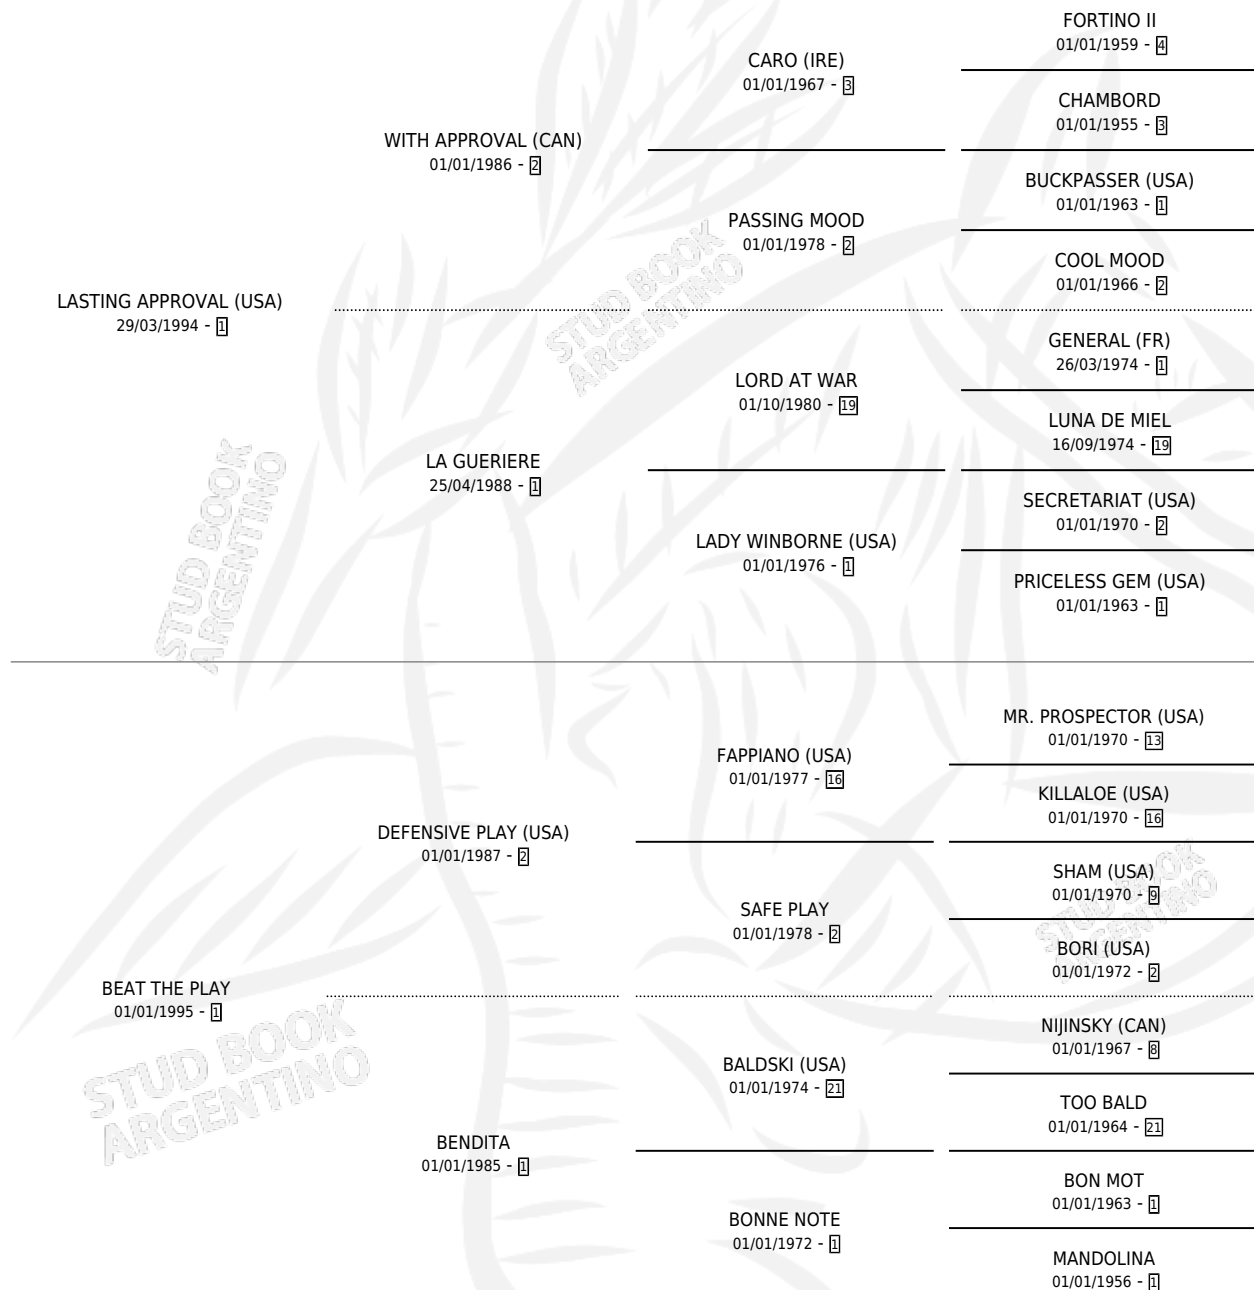 FORTINO II
01/01/1959 - 4
CARO (IRE)
01/01/1967 - 3
CHAMBORD
01/01/1955 - 3
WITH APPROVAL (CAN)
01/01/1986 - 2
BUCKPASSER (USA)
01/01/1963 - 1
PASSING MOOD
01/01/1978 - 2
COOL MOOD
01/01/1966 - 2
LASTING APPROVAL (USA)
29/03/1994 - 1
GENERAL (FR)
26/03/1974 - 1
LORD AT WAR
01/10/1980 - 19
LUNA DE MIEL
16/09/1974 - 19
LA GUERIERE
25/04/1988 - 1
SECRETARIAT (USA)
01/01/1970 - 2
LADY WINBORNE (USA)
01/01/1976 - 1
PRICELESS GEM (USA)
01/01/1963 - 1
STUD BOOK
ARGENTINO
STUD BOOK
ARGENTINO
MR. PROSPECTOR (USA)
01/01/1970 - 13
FAPPIANO (USA)
01/01/1977 - 16
KILLALOE (USA)
01/01/1970 - 16
DEFENSIVE PLAY (USA)
01/01/1987 - 2
SHAM (USA)
01/01/1970 - 9
SAFE PLAY
01/01/1978 - 2
BORI (USA)
01/01/1972 - 2
BEAT THE PLAY
01/01/1995 - 1
NIJINSKY (CAN)
01/01/1967 - 8
BALDSKI (USA)
01/01/1974 - 21
TOO BALD
01/01/1964 - 21
BENDITA
01/01/1985 - 1
BON MOT
01/01/1963 - 1
BONNE NOTE
01/01/1972 - 1
MANDOLINA
01/01/1956 - 1
STUD BOOK
ARGENTINO
STUD BOOK
ARGENTINO